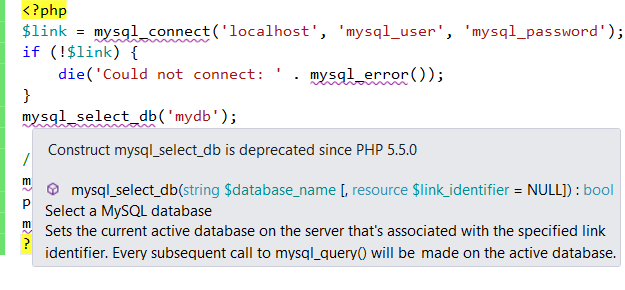 <?php
$link = mysql_connect('localhost', 'mysql_user', 'mysql_password');
if (!$link) {
die('Could not connect: ' . mysql_error());
}
mysql_select_db('mydb');
Construct mysql_select_db is deprecated since PHP 5.5.0
/
m
mysql_select_db(string $database_name [, resource $link_identifier = NULL]) : bool
p
Select a MySQL database
m
Sets the current active database on the server that's associated with the specified link
?
identifier. Every subsequent call to mysql_query() will be made on the active database.